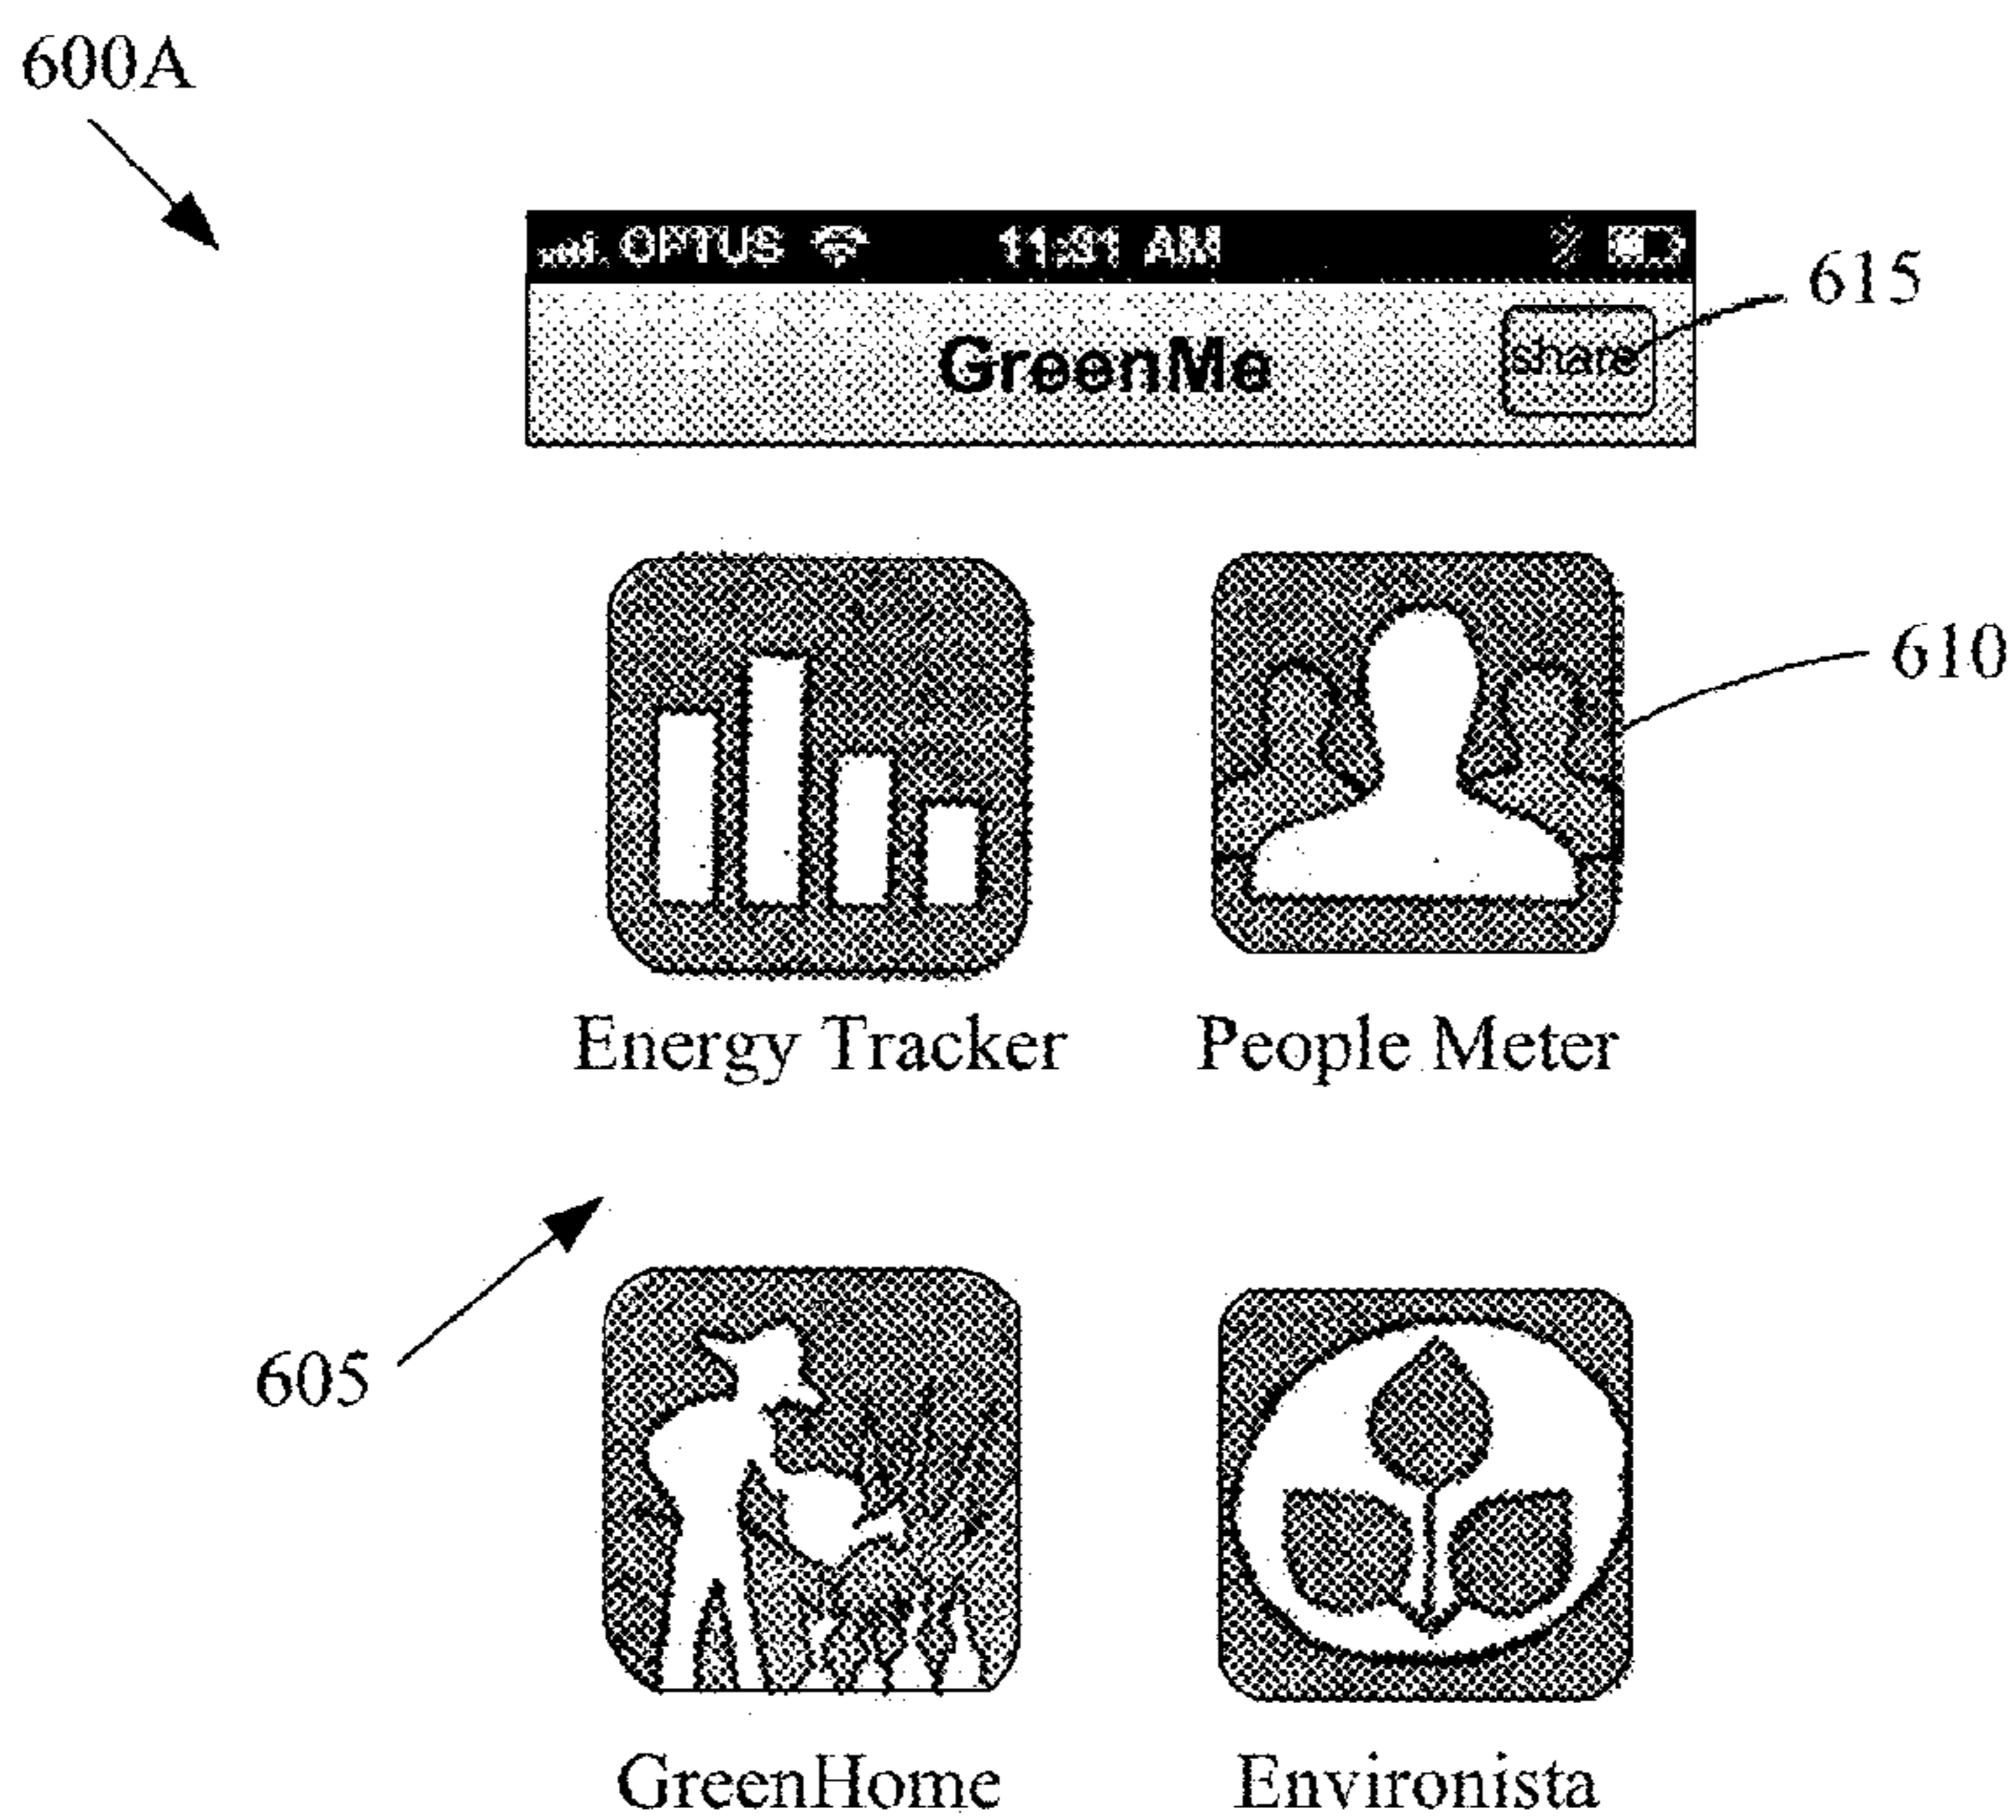 600A
OPTUS 11:31 AM
615
GreenMe share
610
Energy Tracker People Meter
605
GreenHome Environista